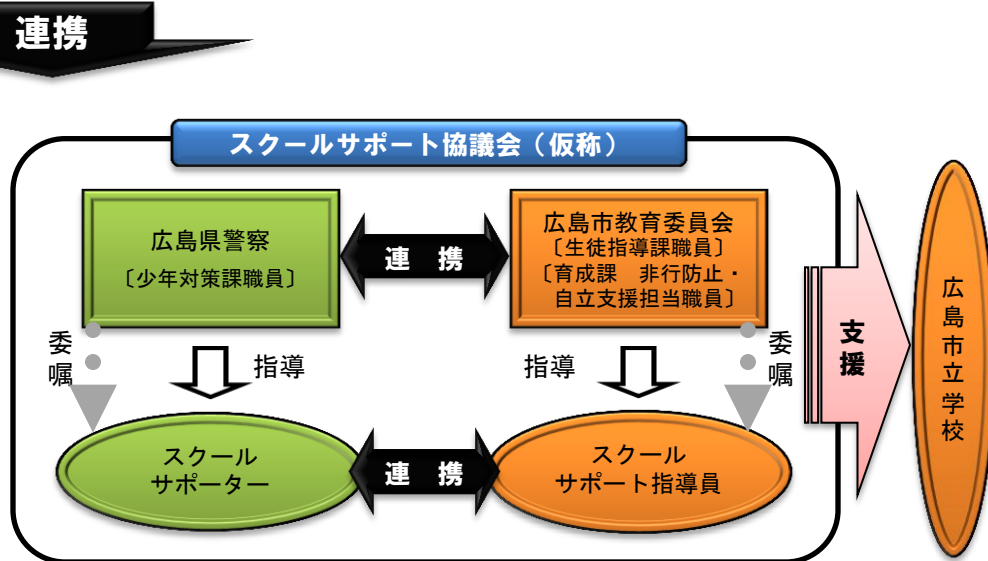 連携
スクールサポート協議会（仮称）
広島県警察
〔少年対策課職員〕
連　携
広島市教育委員会
〔生徒指導課職員〕
〔育成課　非行防止・
自立支援担当職員〕
委嘱
指導
指導
委嘱
スクール
サポーター
連　携
スクール
サポート指導員
支援
広島市立学校